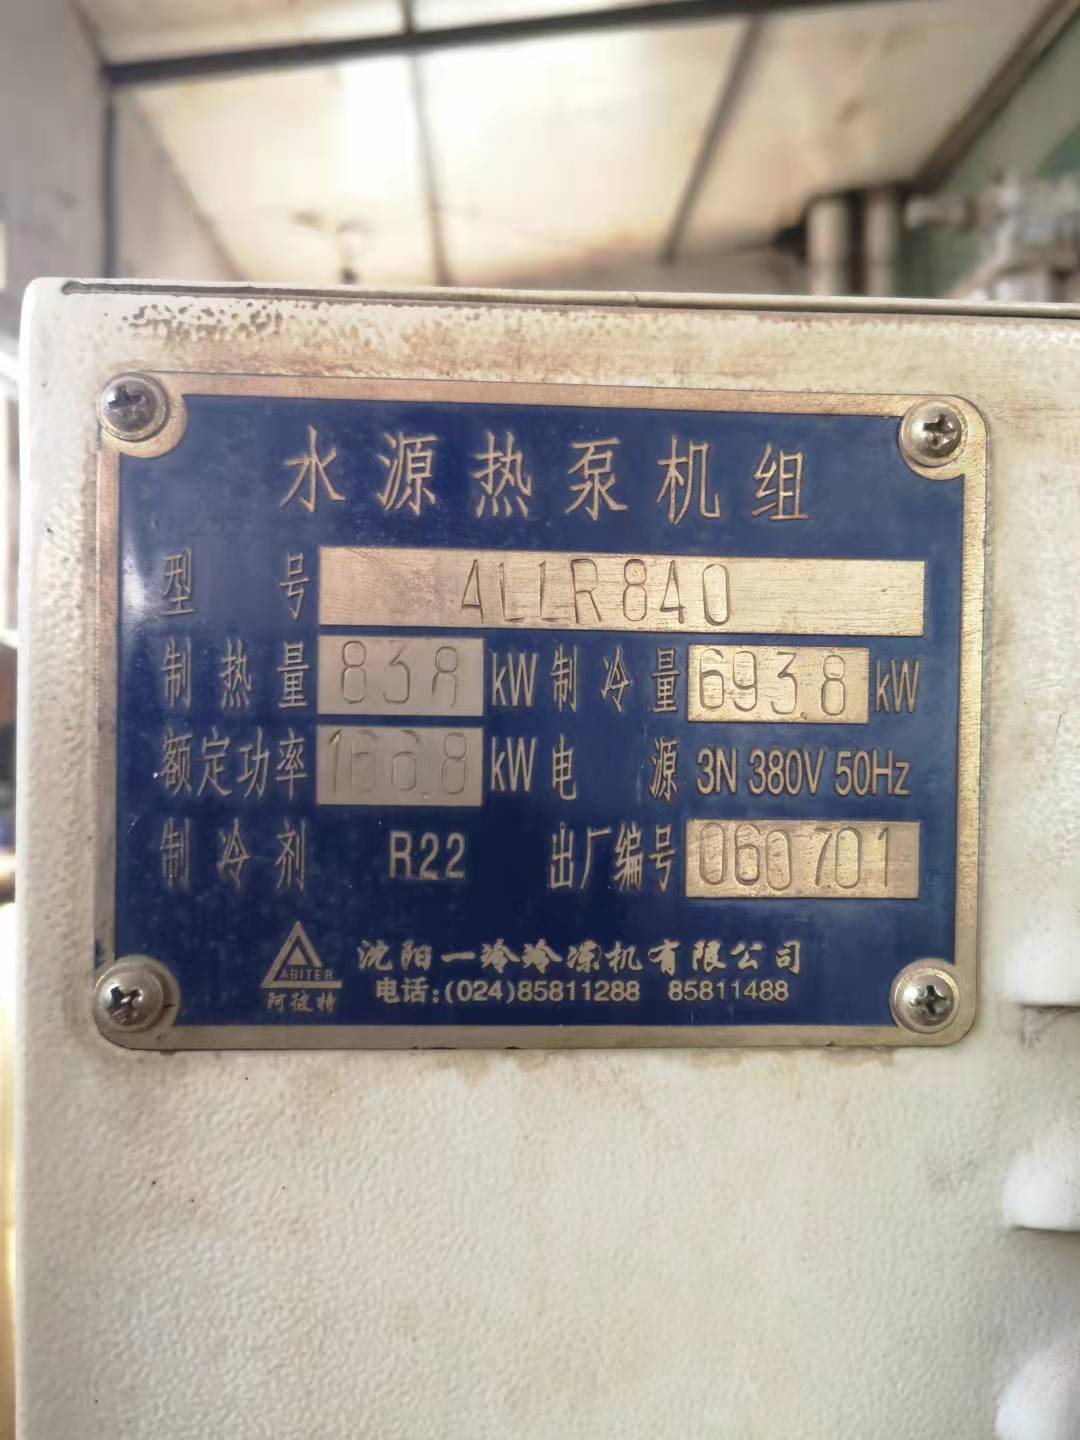 水源热泵机组
型号 ALLR840
制热量 838 kW 制冷量 693.8 kW
额定功率 166.8 kW 电源 3N 380V 50Hz
制冷剂 R22 出厂编号 060701
ABITER
阿彼特
沈阳一冷冷冻机有限公司
电话:(024)85811288 85811488